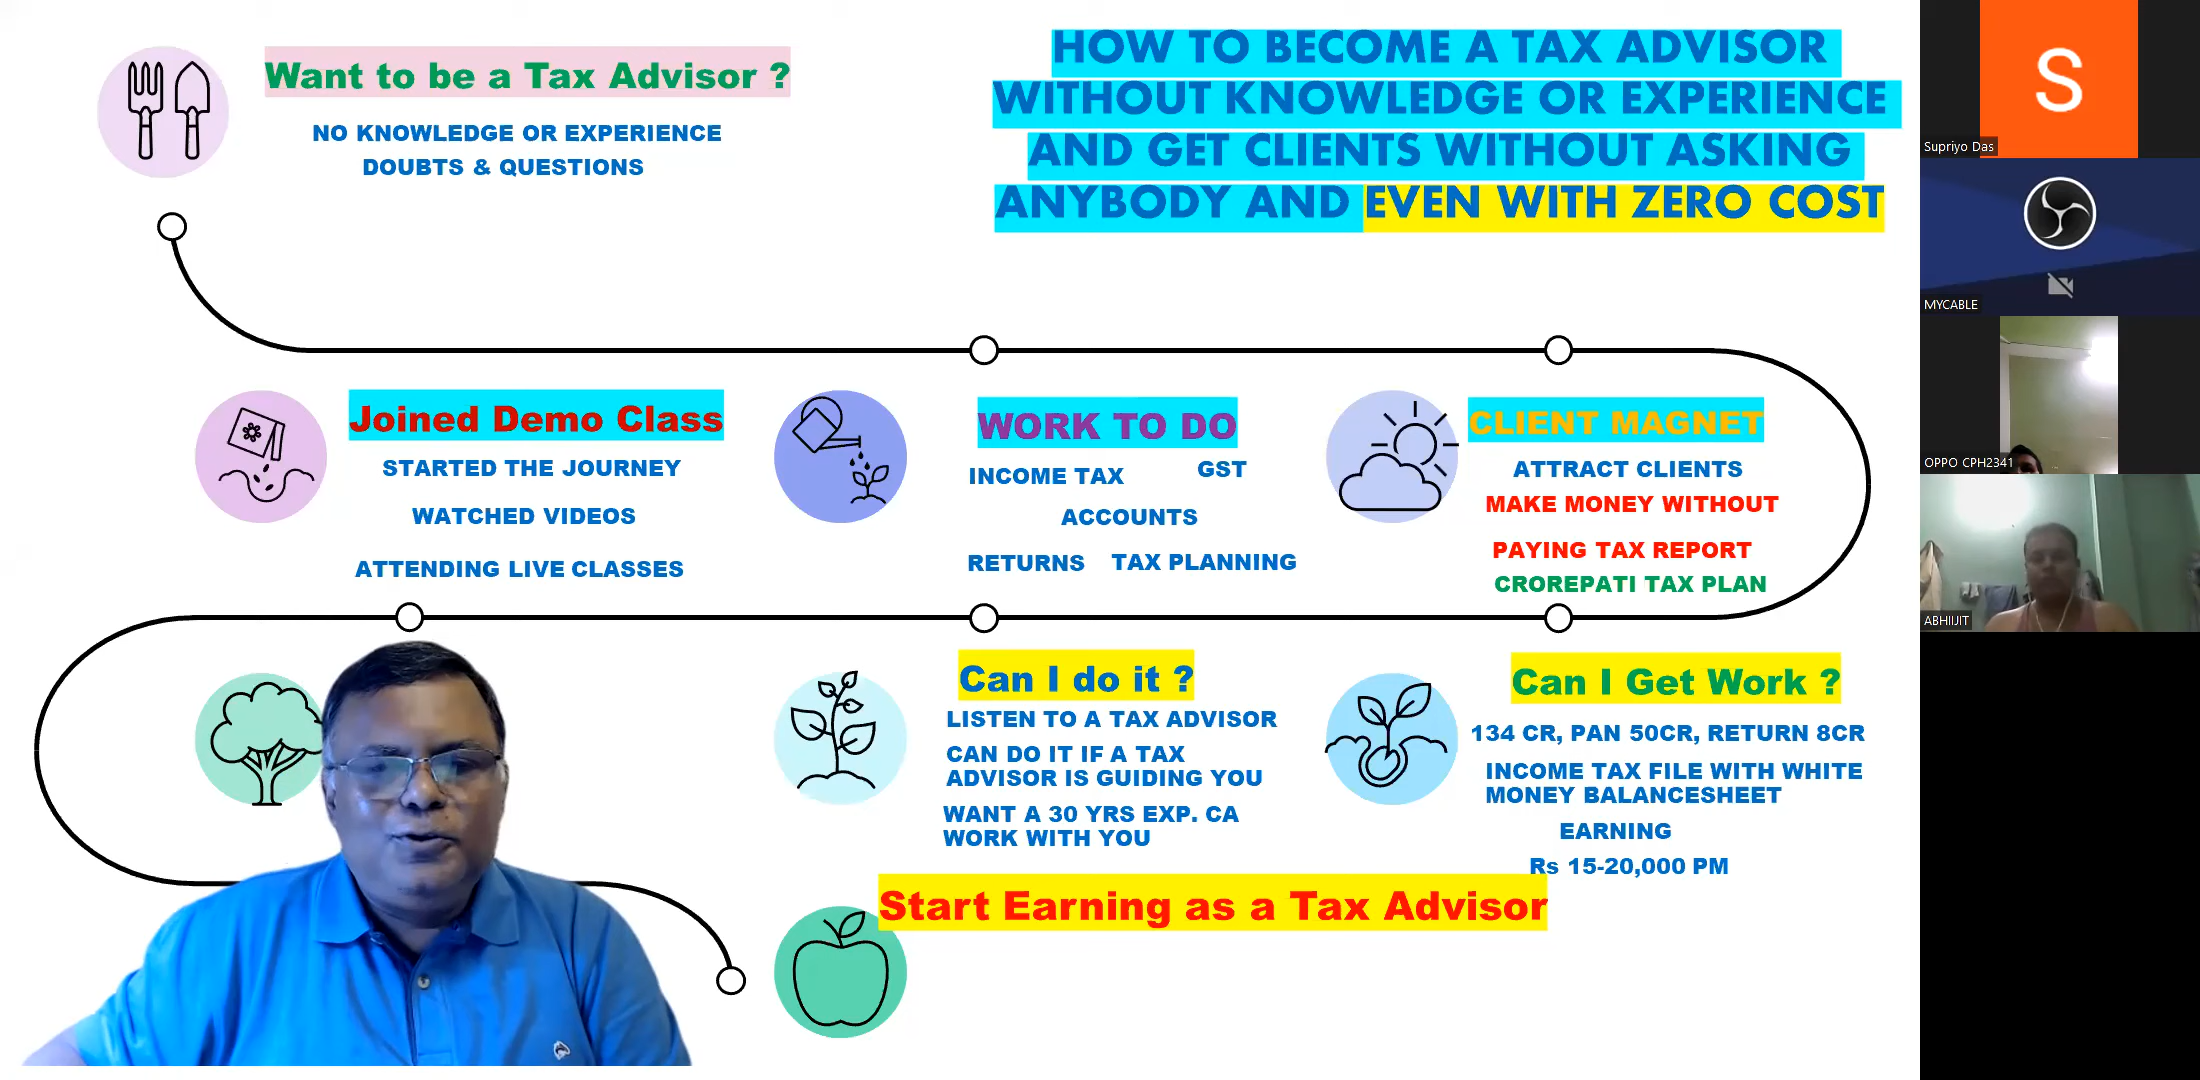 Want to be a Tax Advisor ?
NO KNOWLEDGE OR EXPERIENCE
DOUBTS & QUESTIONS
HOW TO BECOME A TAX ADVISOR
WITHOUT KNOWLEDGE OR EXPERIENCE
AND GET CLIENTS WITHOUT ASKING
ANYBODY AND EVEN WITH ZERO COST
Joined Demo Class
STARTED THE JOURNEY
WATCHED VIDEOS
ATTENDING LIVE CLASSES
WORK TO DO
INCOME TAX
GST
ACCOUNTS
RETURNS
TAX PLANNING
CLIENT MAGNET
ATTRACT CLIENTS
MAKE MONEY WITHOUT
PAYING TAX REPORT
CROREPATI TAX PLAN
Can I do it ?
LISTEN TO A TAX ADVISOR
CAN DO IT IF A TAX
ADVISOR IS GUIDING YOU
WANT A 30 YRS EXP. CA
WORK WITH YOU
Can I Get Work ?
134 CR, PAN 50CR, RETURN 8CR
INCOME TAX FILE WITH WHITE
MONEY BALANCESHEET
EARNING
Rs 15-20,000 PM
Start Earning as a Tax Advisor
S
Supriyo Das
MYCABLE
OPPO CPH2341
ABHIIJIT